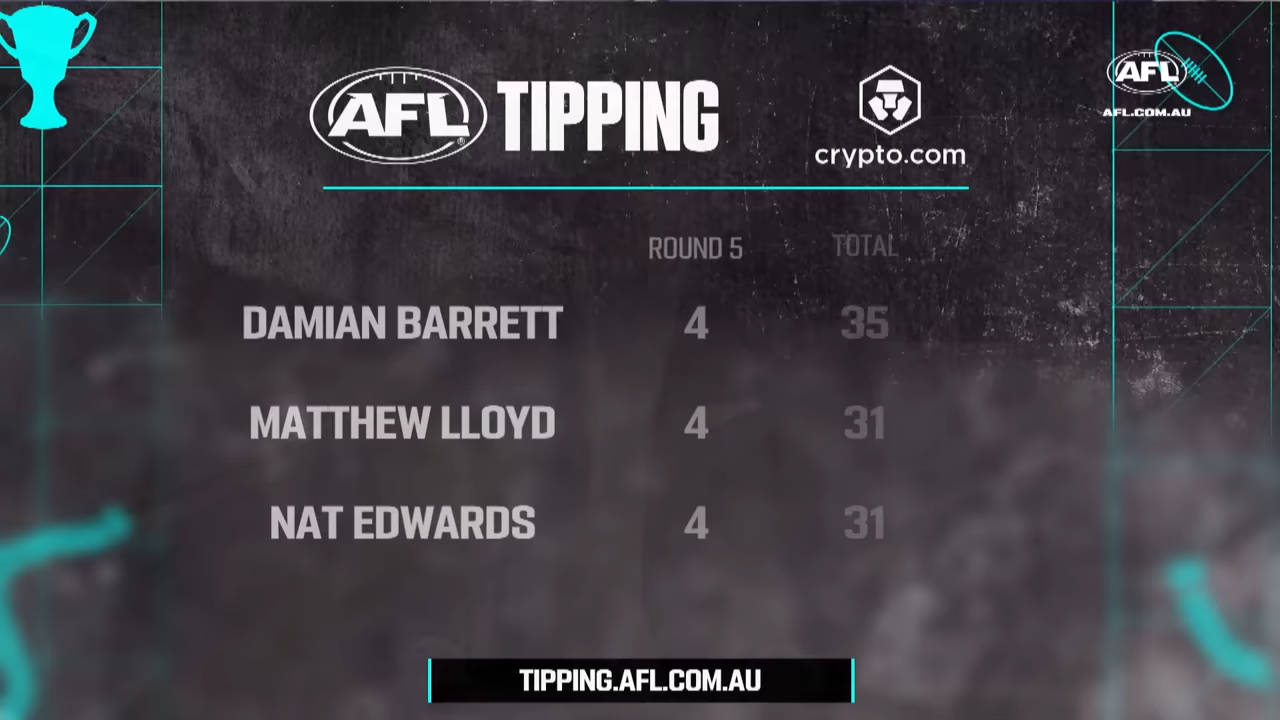 AFL TIPPING
crypto.com
AFL
AFL.COM.AU
ROUND 5 TOTAL
DAMIAN BARRETT 4 35
MATTHEW LLOYD 4 31
NAT EDWARDS 4 31
TIPPING.AFL.COM.AU